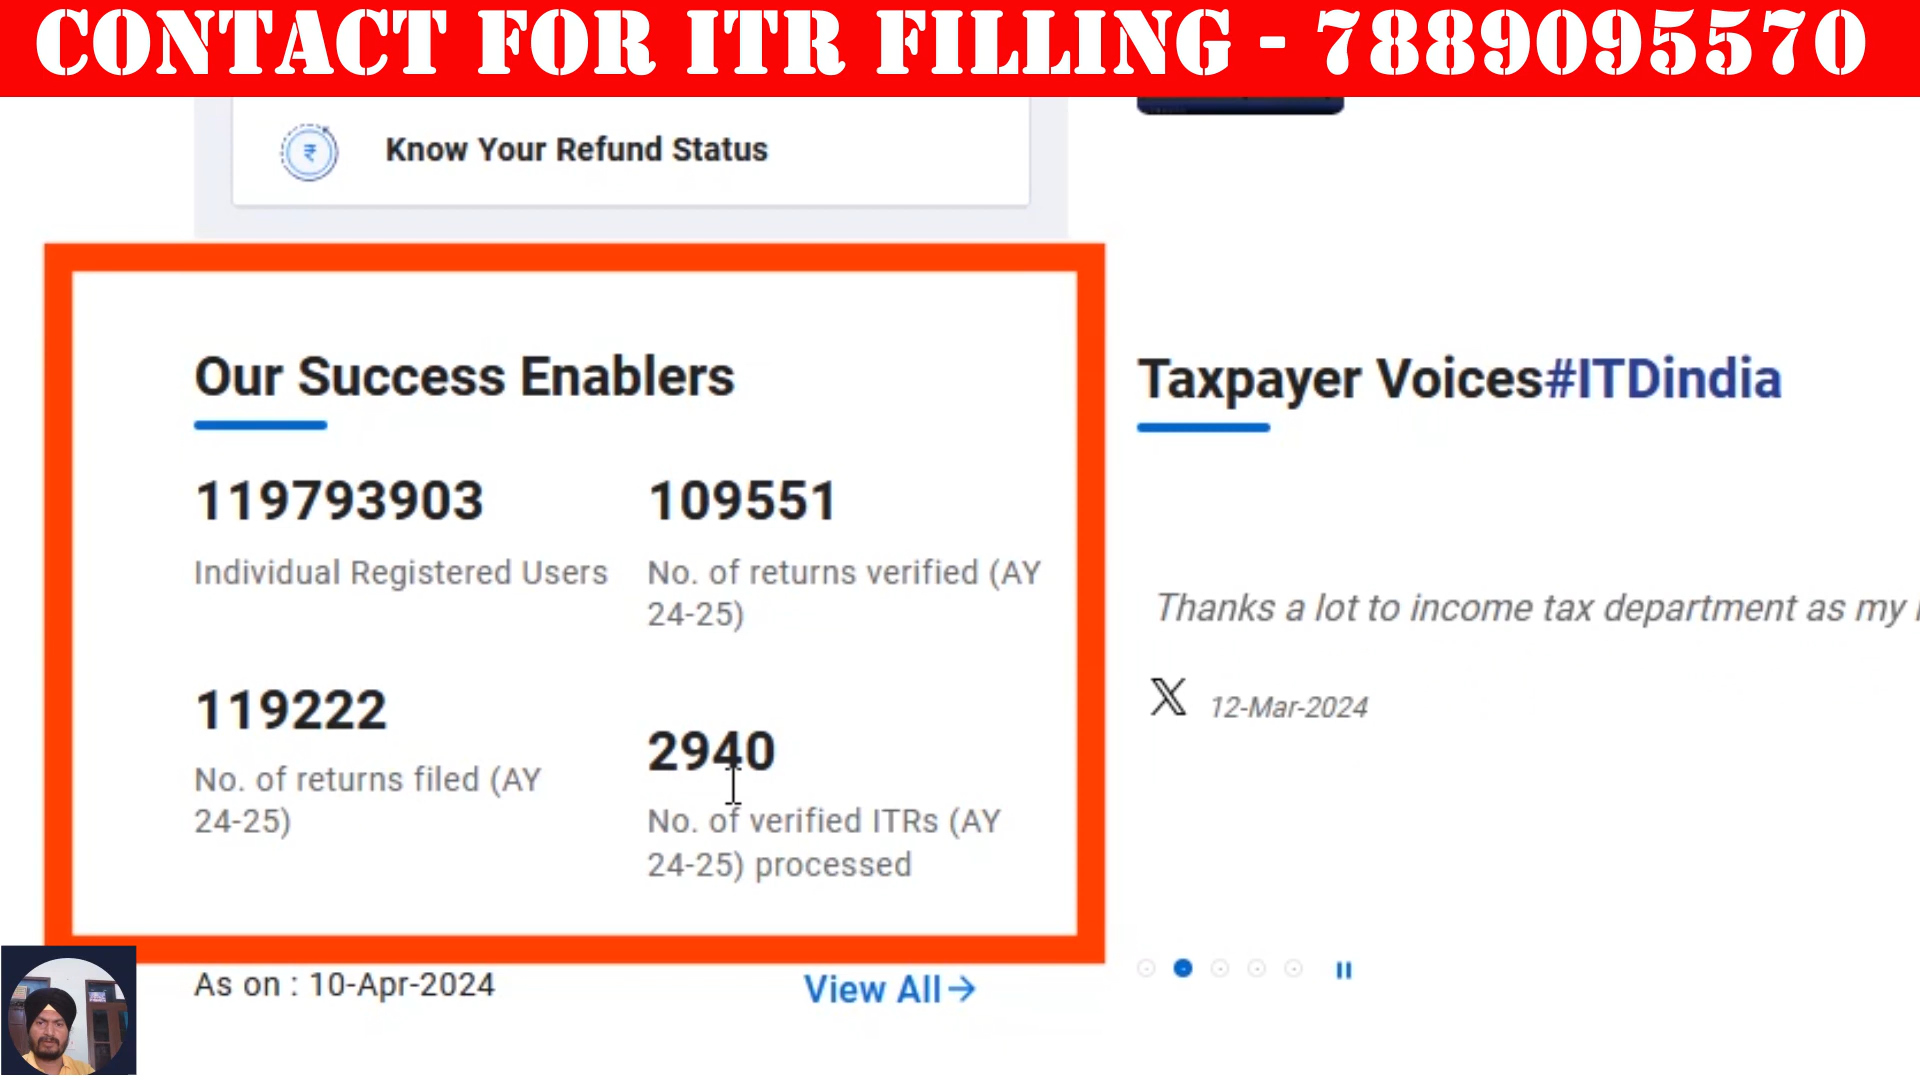 CONTACT FOR ITR FILLING - 7889095570
Know Your Refund Status
Our Success Enablers
119793903
Individual Registered Users
109551
No. of returns verified (AY
24-25)
119222
No. of returns filed (AY
24-25)
2940
No. of verified ITRs (AY
24-25) processed
As on : 10-Apr-2024
View All
Taxpayer Voices#ITDindia
Thanks a lot to income tax department as my
12-Mar-2024